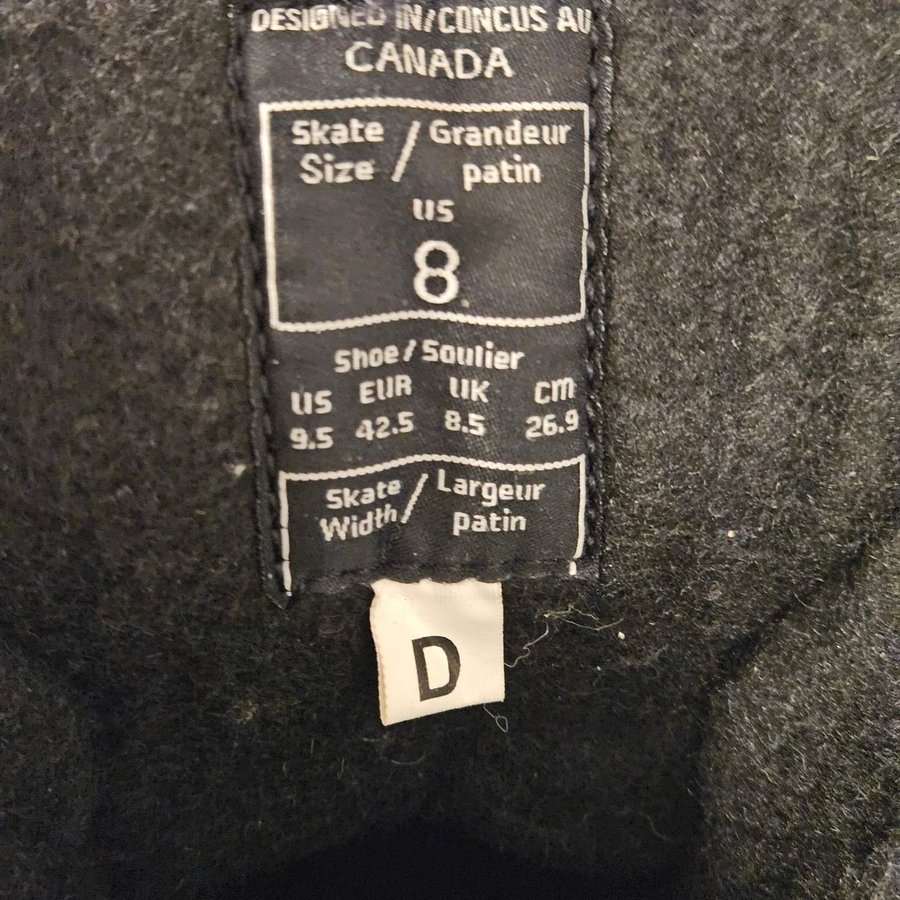 DESIGNED IN/CONCUS AU
CANADA
Skate / Grandeur
Size patin
US
8
Shoe/Soulier
US EUR UK CM
9.5 42.5 8.5 26.9
Skate / Largeur
Width patin
D